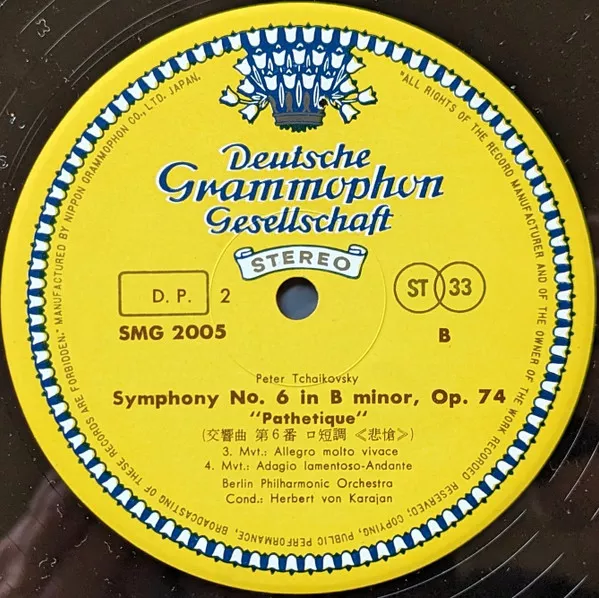 Deutsche
Grammophon
Gesellschaft
STEREO
D. P. 2
SMG 2005
ST 33
B
Peter Tchaikovsky
Symphony No. 6 in B minor, Op. 74
"Pathetique"
(交響曲 第6番 ロ短調 <悲愴>)
3. Mvt.: Allegro molto vivace
4. Mvt.: Adagio lamentoso-Andante
Berlin Philharmonic Orchestra
Cond.: Herbert von Karajan
"ALL RIGHTS OF THE RECORD MANUFACTURER AND OF THE OWNER OF THE WORK RECORDED RESERVED; COPYING, PUBLIC PERFORMANCE, BROADCASTING OF THESE RECORDS ARE FORBIDDEN." MANUFACTURED BY NIPPON GRAMMOPHON CO., LTD. JAPAN.